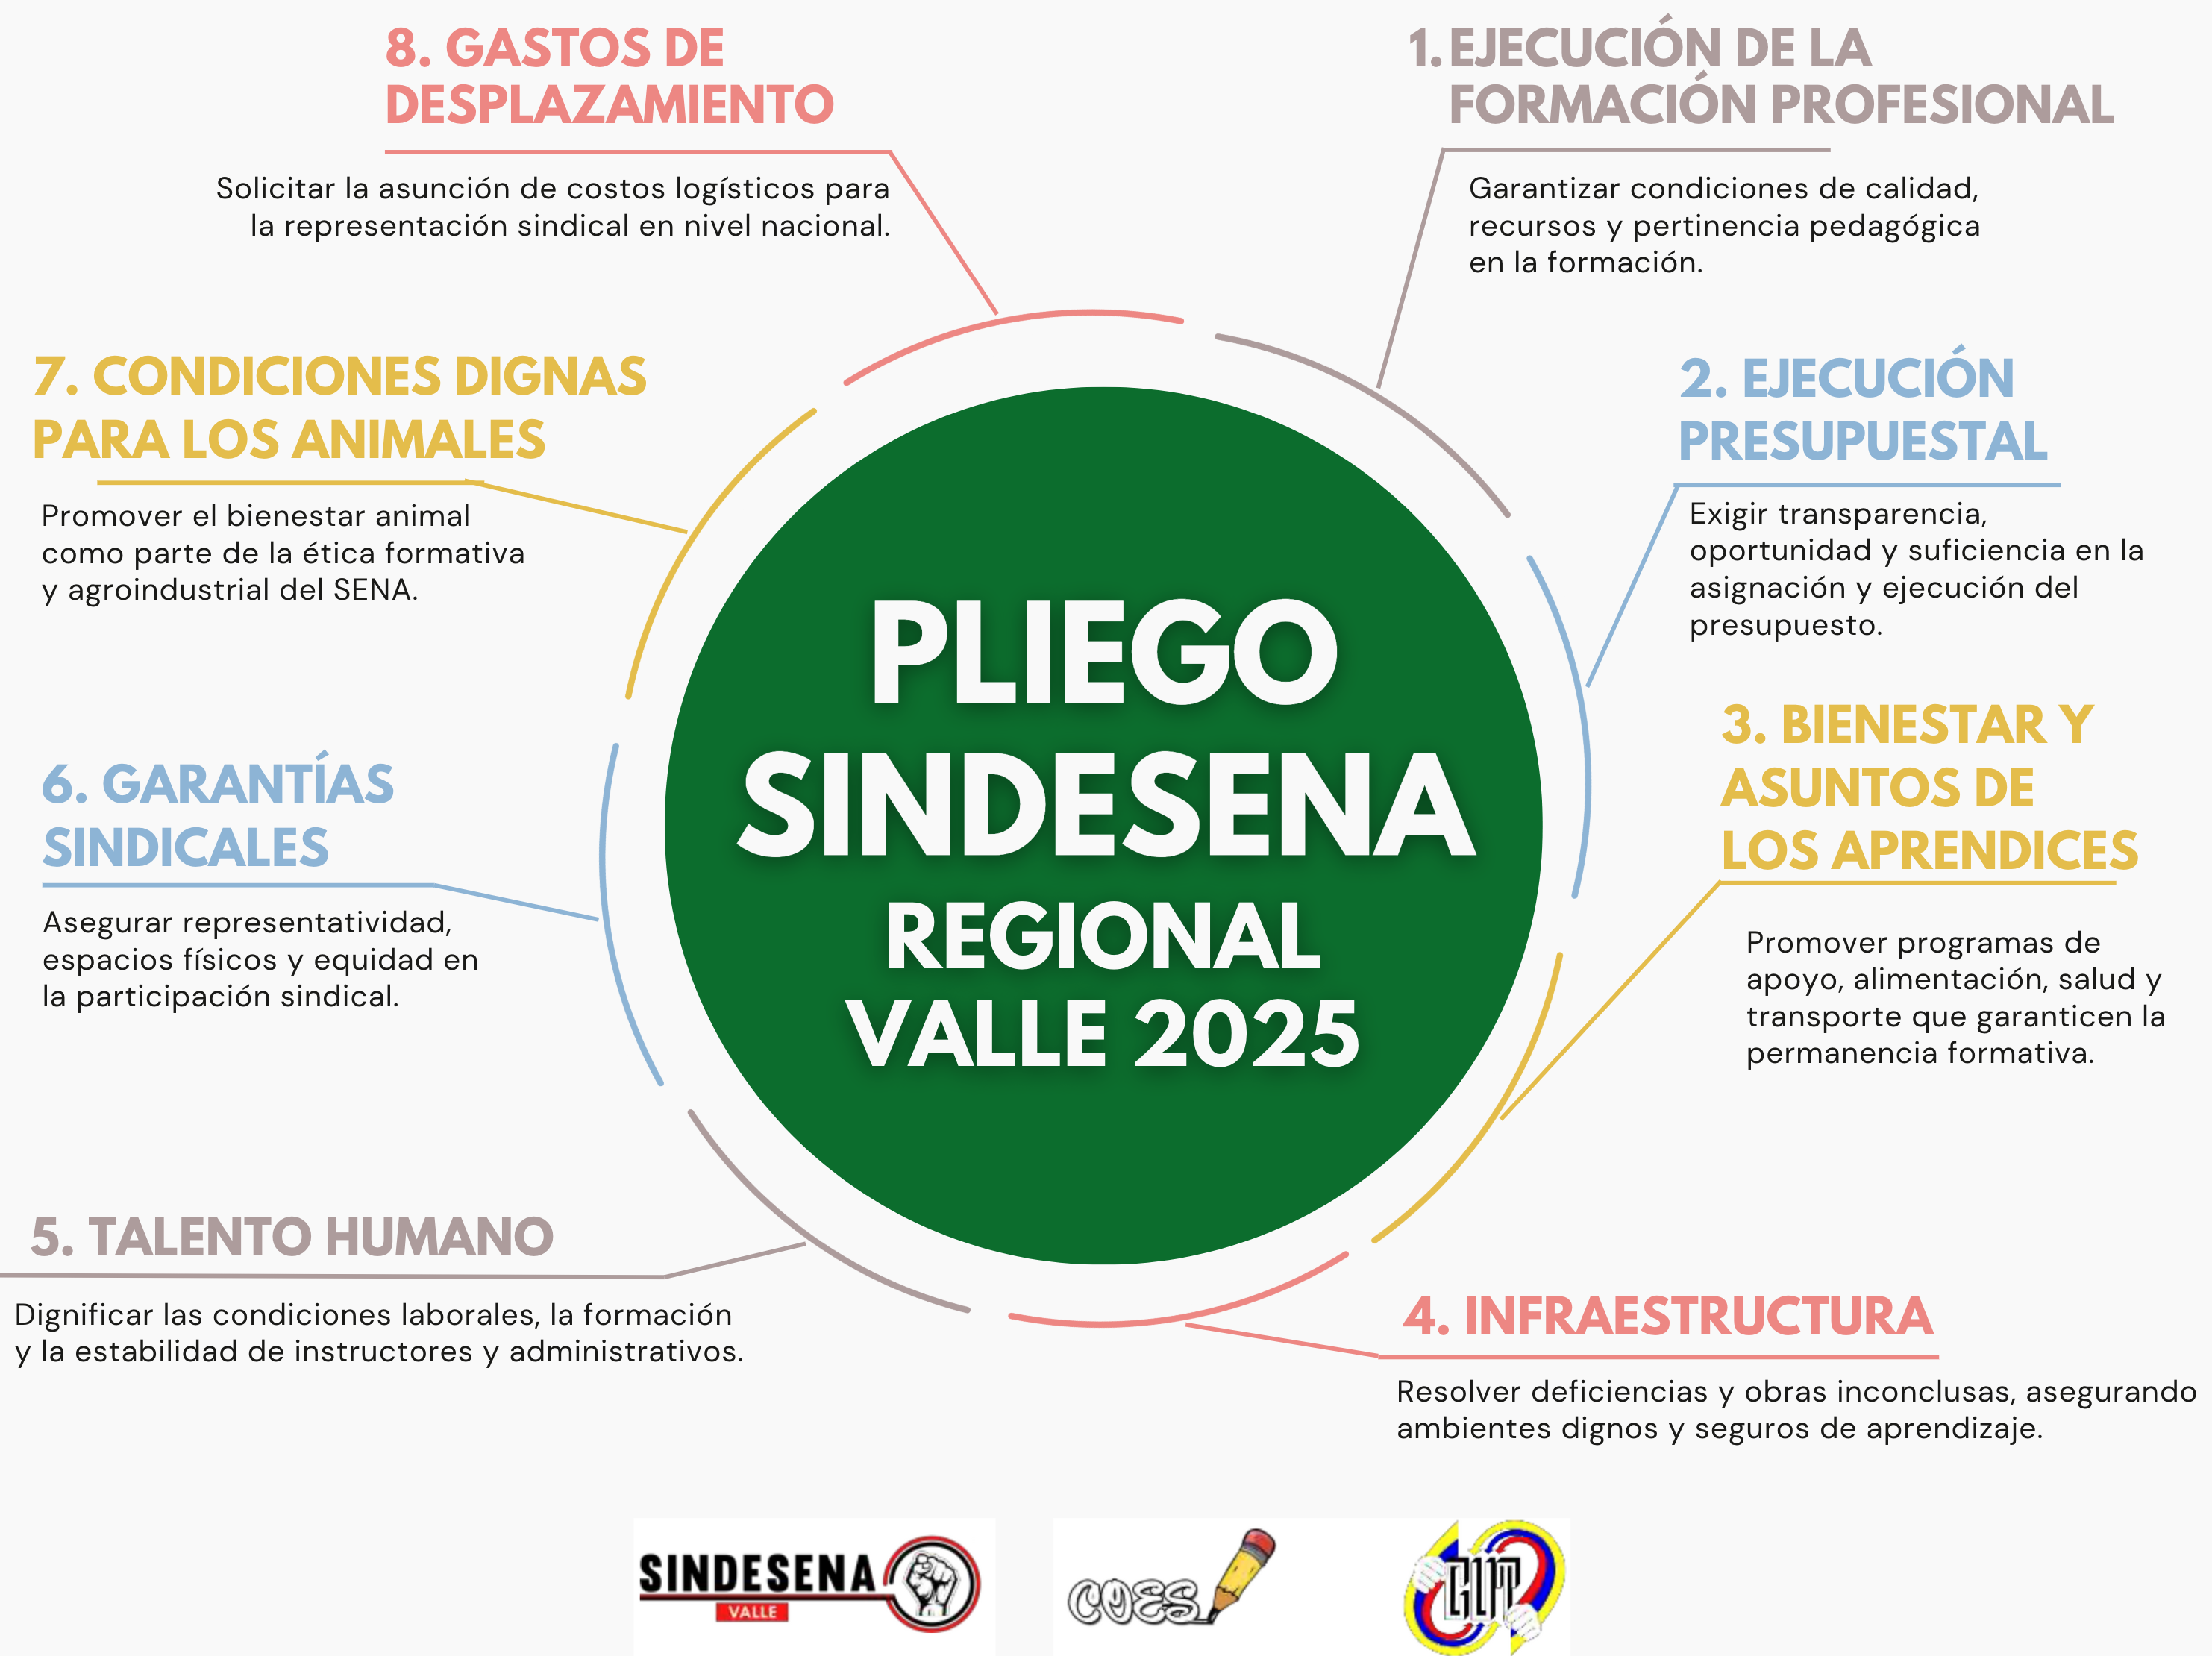 8. GASTOS DE
DESPLAZAMIENTO
Solicitar la asunción de costos logísticos para
la representación sindical en nivel nacional.
1. EJECUCIÓN DE LA
FORMACIÓN PROFESIONAL
Garantizar condiciones de calidad,
recursos y pertinencia pedagógica
en la formación.
7. CONDICIONES DIGNAS
PARA LOS ANIMALES
Promover el bienestar animal
como parte de la ética formativa
y agroindustrial del SENA.
2. EJECUCIÓN
PRESUPUESTAL
Exigir transparencia,
oportunidad y suficiencia en la
asignación y ejecución del
presupuesto.
PLIEGO
SINDESENA
REGIONAL
VALLE 2025
3. BIENESTAR Y
ASUNTOS DE
LOS APRENDICES
Promover programas de
apoyo, alimentación, salud y
transporte que garanticen la
permanencia formativa.
6. GARANTÍAS
SINDICALES
Asegurar representatividad,
espacios físicos y equidad en
la participación sindical.
5. TALENTO HUMANO
Dignificar las condiciones laborales, la formación
y la estabilidad de instructores y administrativos.
4. INFRAESTRUCTURA
Resolver deficiencias y obras inconclusas, asegurando
ambientes dignos y seguros de aprendizaje.
SINDESENA
VALLE
COES
CUT